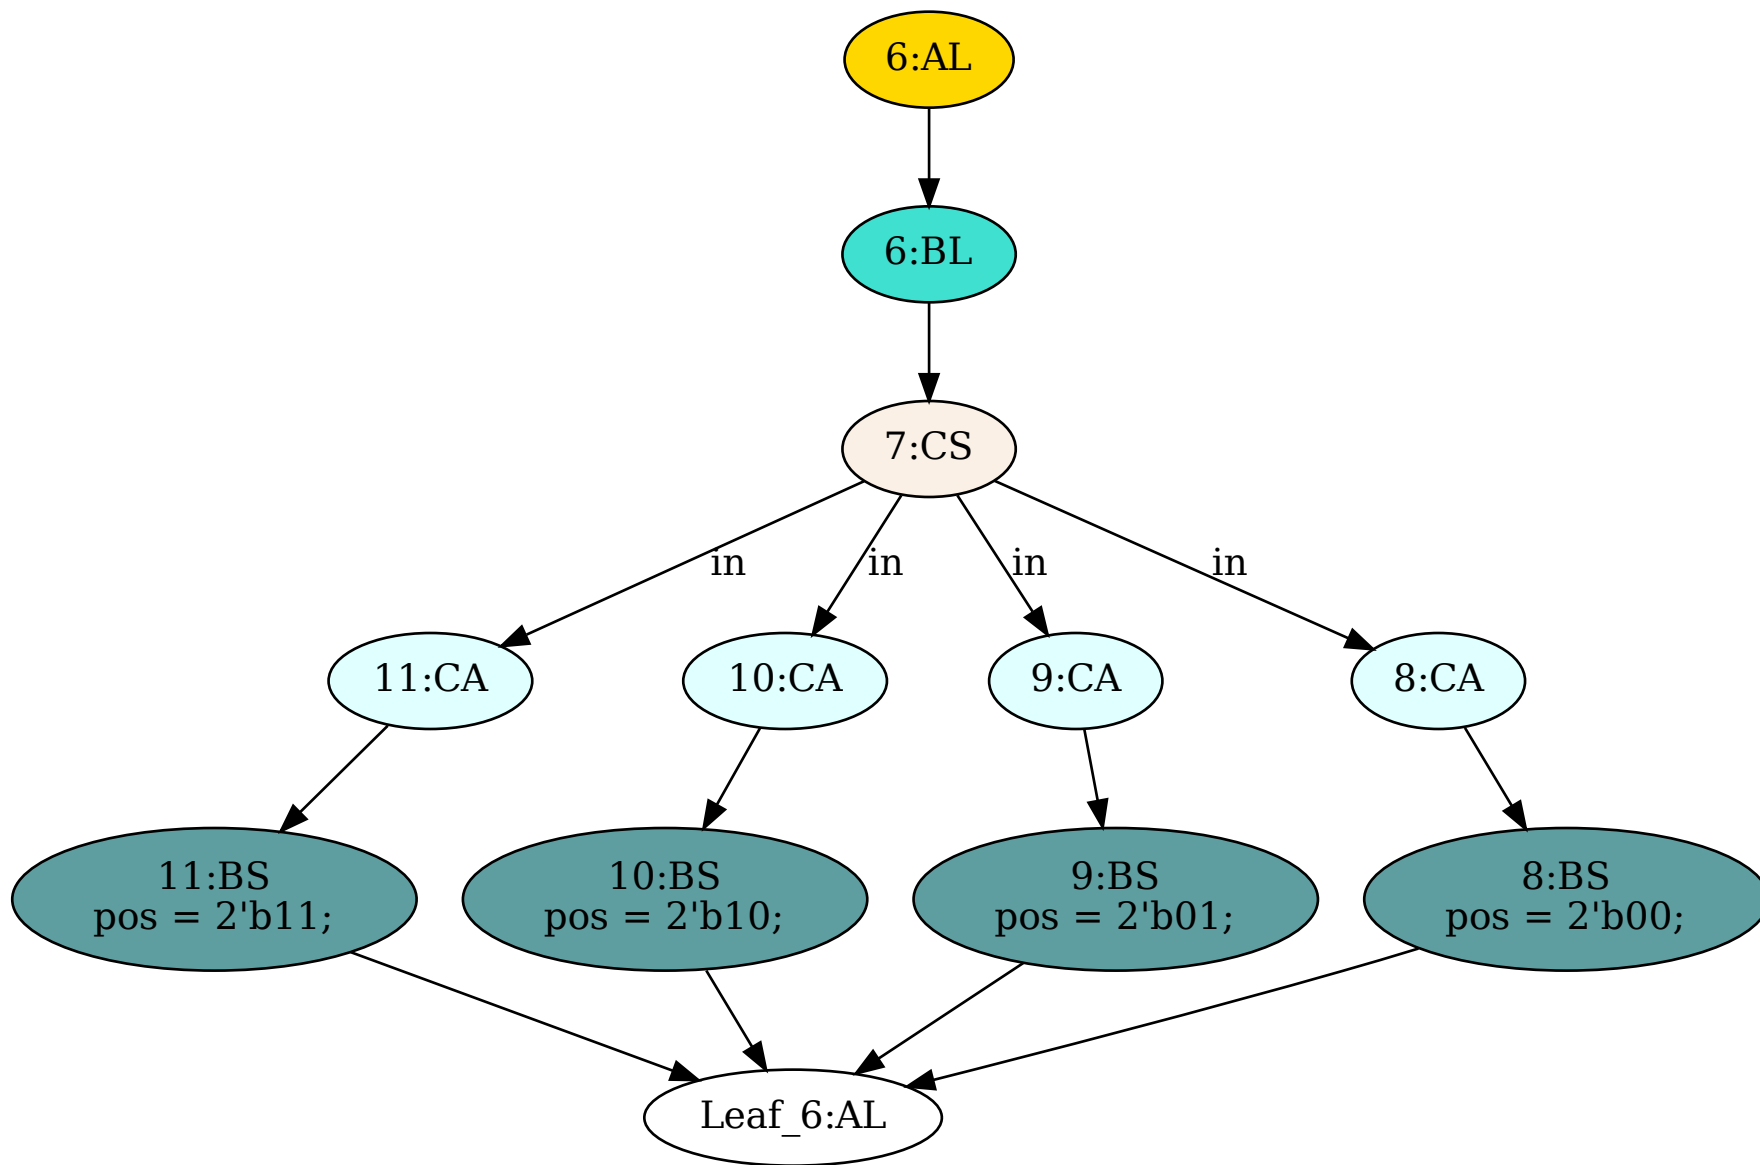 6:AL
6:BL
7:CS
in
in
in
in
11:CA
10:CA
9:CA
8:CA
11:BS
pos = 2'b11;
10:BS
pos = 2'b10;
9:BS
pos = 2'b01;
8:BS
pos = 2'b00;
Leaf_6:AL